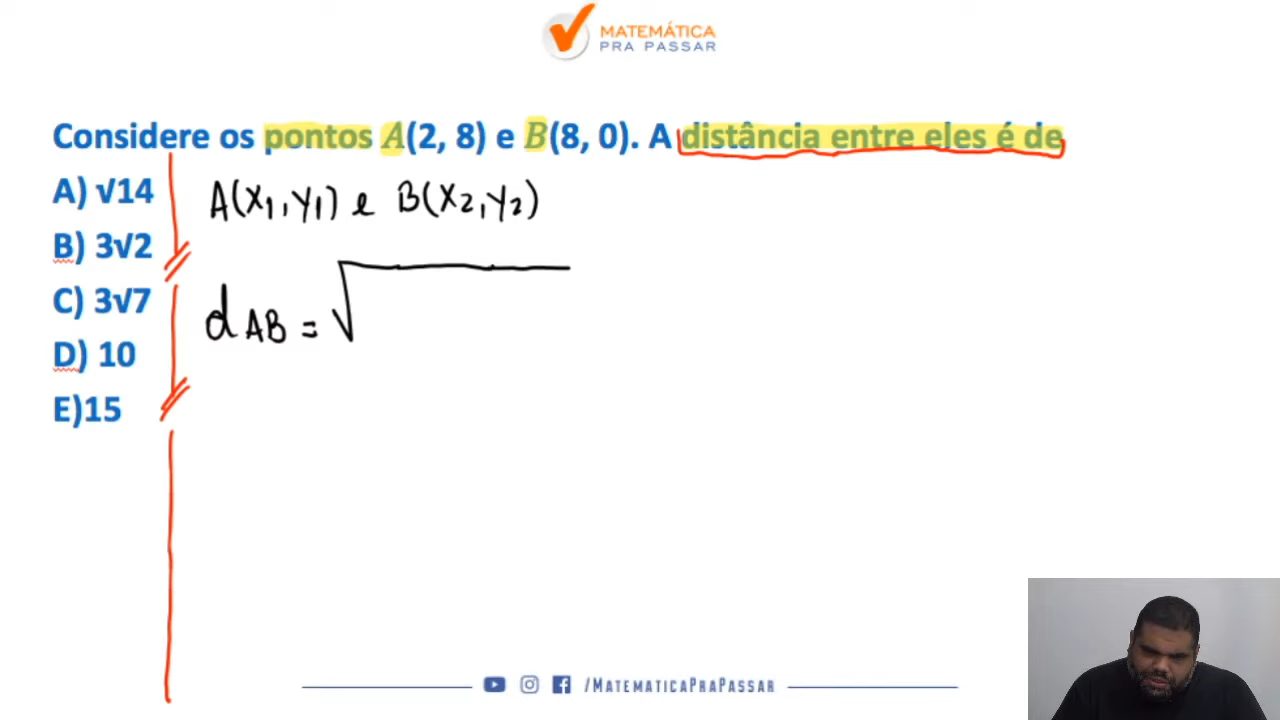 MATEMÁTICA
PRA PASSAR
Considere os pontos A(2, 8) e B(8, 0). A distância entre eles é de
A) √14
B) 3√2
C) 3√7
D) 10
E)15
A(x₁,y₁) e B(x₂,y₂)
dAB = √
/MatematicaPraPassar